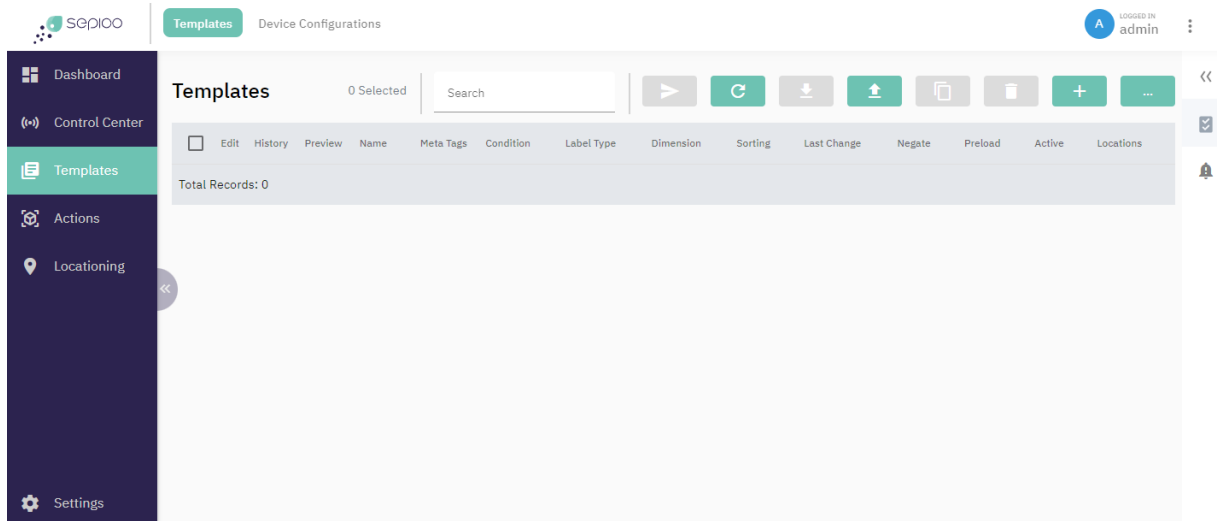 sepioo
Templates Device Configurations
A LOGGED IN
admin
Dashboard
Control Center
Templates
Actions
Locationing
Settings
Templates 0 Selected Search ...
Edit History Preview Name Meta Tags Condition Label Type Dimension Sorting Last Change Negate Preload Active Locations
Total Records: 0